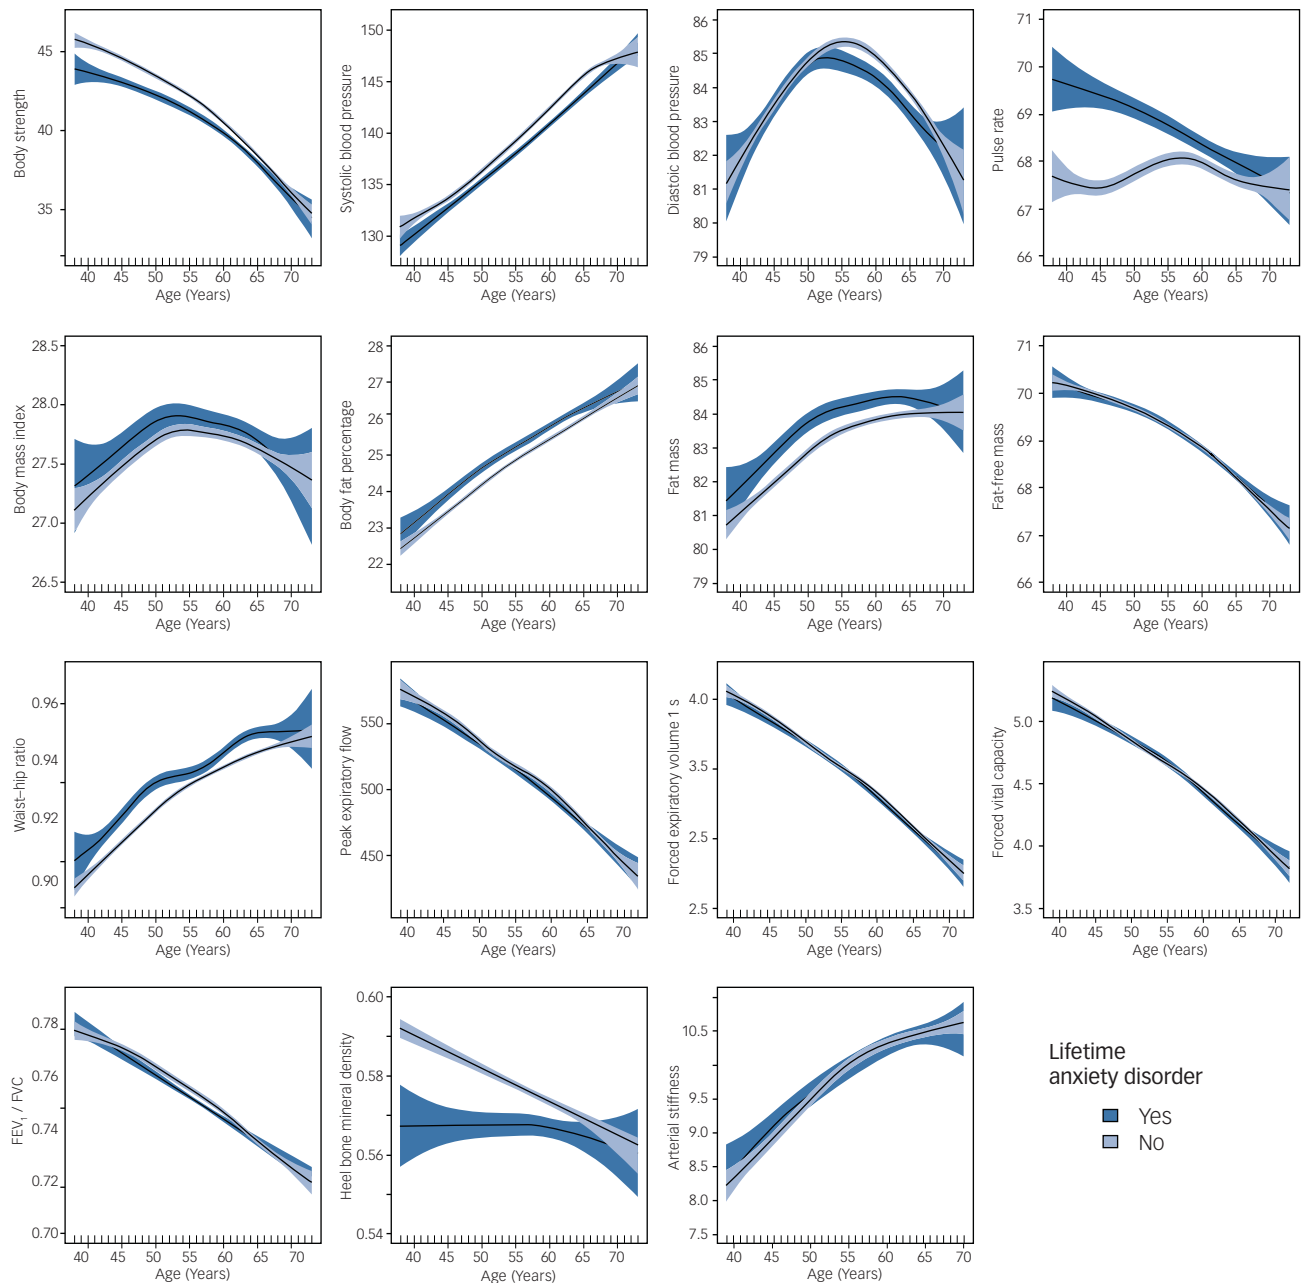 Body strength
45
40
35
40 45 50 55 60 65 70
Age (Years)
Systolic blood pressure
150
145
140
135
130
40 45 50 55 60 65 70
Age (Years)
Diastoic blood pressure
86
85
84
83
82
81
80
79
40 45 50 55 60 65 70
Age (Years)
Pulse rate
71
70
69
68
67
66
40 45 50 55 60 65 70
Age (Years)
Body mass index
28.5
28.0
27.5
27.0
26.5
40 45 50 55 60 65 70
Age (Years)
Body fat percentage
28
27
26
25
24
23
22
40 45 50 55 60 65 70
Age (Years)
Fat mass
86
85
84
83
82
81
80
79
40 45 50 55 60 65 70
Age (Years)
Fat-free mass
71
70
69
68
67
66
40 45 50 55 60 65 70
Age (Years)
Waist–hip ratio
0.96
0.94
0.92
0.90
40 45 50 55 60 65 70
Age (Years)
Peak expiratory flow
550
500
450
40 45 50 55 60 65 70
Age (Years)
Forced expiratory volume 1 s
4.0
3.5
2.5
2.5
40 45 50 55 60 65 70
Age (Years)
Forced vital capacity
5.0
4.5
4.0
3.5
40 45 50 55 60 65 70
Age (Years)
FEV1 / FVC
0.78
0.76
0.74
0.72
0.70
40 45 50 55 60 65 70
Age (Years)
Heel bone mineral density
0.60
0.58
0.56
0.54
40 45 50 55 60 65 70
Age (Years)
Arterial stiffness
10.5
9.5
9.0
8.5
8.0
7.5
40 45 50 55 60 65 70
Age (Years)
Lifetime
anxiety disorder
Yes
No